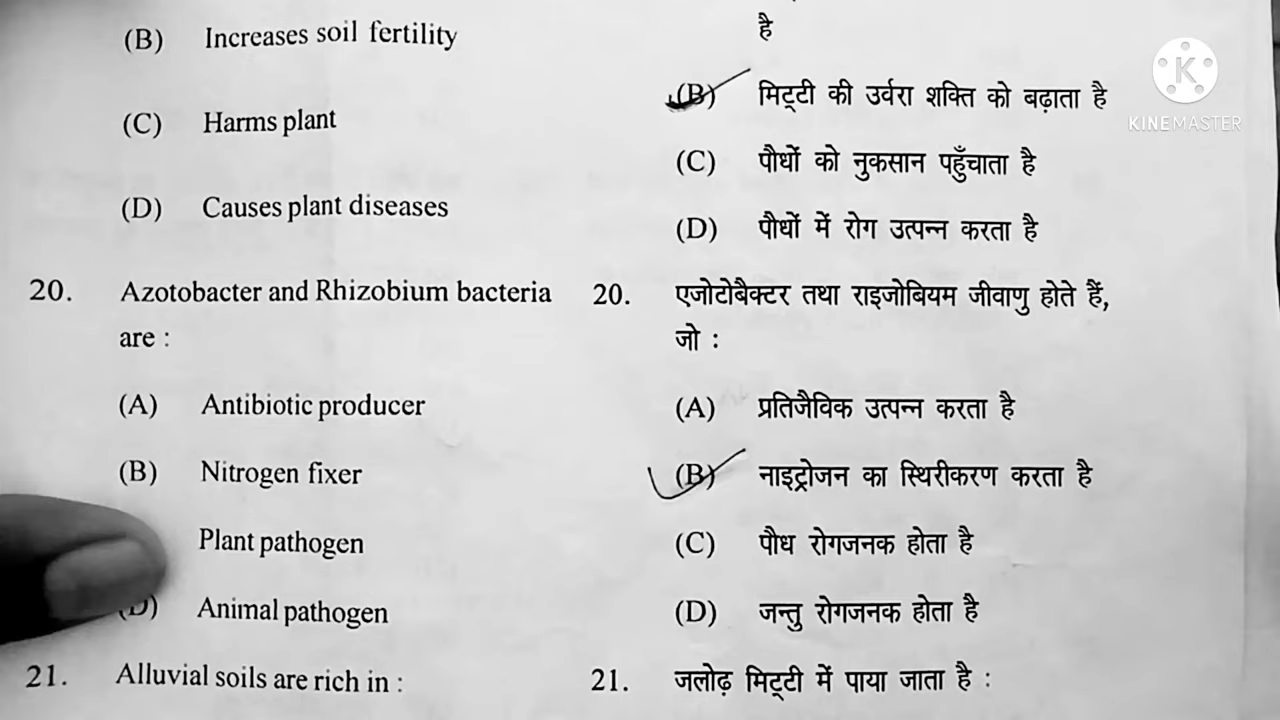 (B) Increases soil fertility
(C) Harms plant
(D) Causes plant diseases
20. Azotobacter and Rhizobium bacteria
are :
(A) Antibiotic producer
(B) Nitrogen fixer
Plant pathogen
(D) Animal pathogen
21. Alluvial soils are rich in :
है
(B) मिट्टी की उर्वरा शक्ति को बढ़ाता है
(C) पौधों को नुकसान पहुँचाता है
(D) पौधों में रोग उत्पन्न करता है
20. एजोटोबैक्टर तथा राइजोबियम जीवाणु होते हैं,
जो :
(A) प्रतिजैविक उत्पन्न करता है
(B) नाइट्रोजन का स्थिरीकरण करता है
(C) पौध रोगजनक होता है
(D) जन्तु रोगजनक होता है
21. जलोढ़ मिट्टी में पाया जाता है :
K
KINEMASTER